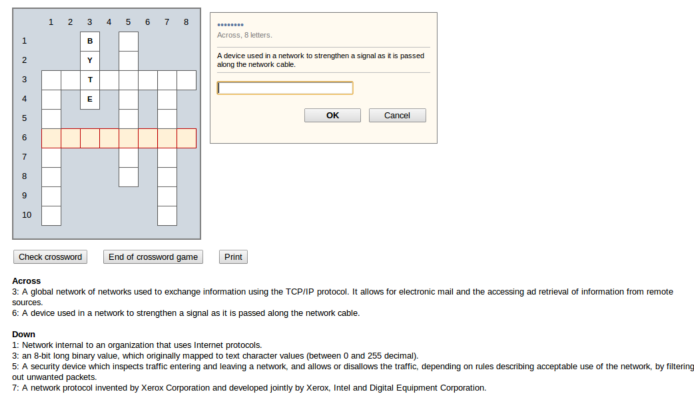 1 2 3 4 5 6 7 8
1 B
2 Y
3 T
4 E
5
6
7
8
9
10
********
Across, 8 letters.
A device used in a network to strengthen a signal as it is passed
along the network cable.
OK Cancel
Check crossword End of crossword game Print
Across
3: A global network of networks used to exchange information using the TCP/IP protocol. It allows for electronic mail and the accessing ad retrieval of information from remote
sources.
6: A device used in a network to strengthen a signal as it is passed along the network cable.
Down
1: Network internal to an organization that uses Internet protocols.
3: an 8-bit long binary value, which originally mapped to text character values (between 0 and 255 decimal).
5: A security device which inspects traffic entering and leaving a network, and allows or disallows the traffic, depending on rules describing acceptable use of the network, by filtering
out unwanted packets.
7: A network protocol invented by Xerox Corporation and developed jointly by Xerox, Intel and Digital Equipment Corporation.